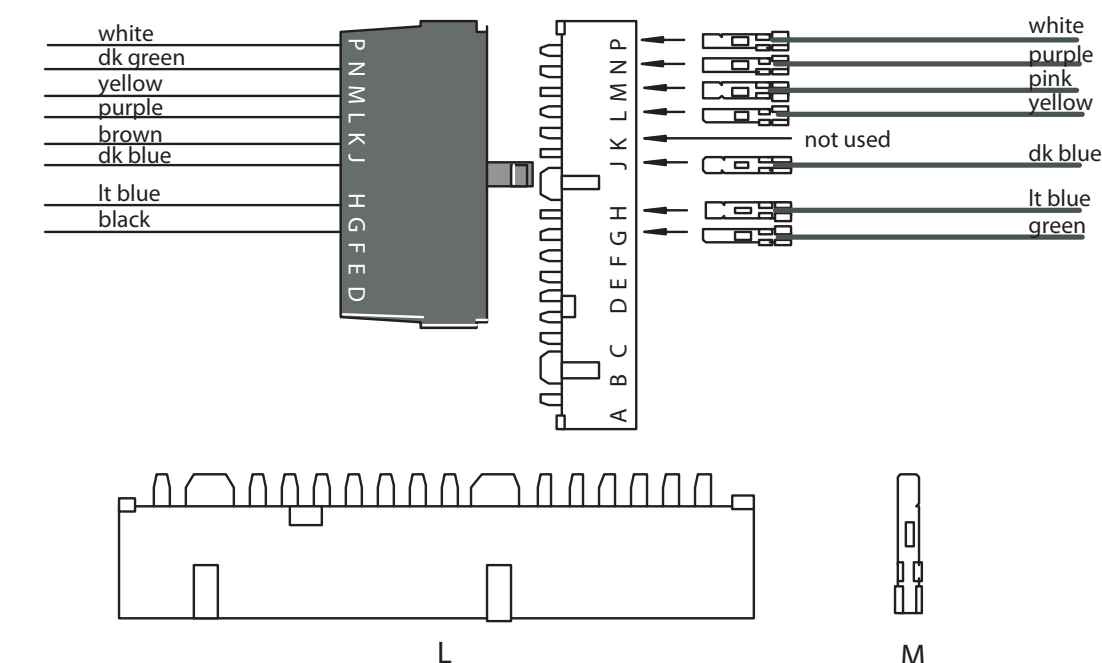 white
dk green
yellow
purple
brown
dk blue
lt blue
black
P N M L K J H G F E D
P N M L K J H G F E D C B A
white
purple
pink
yellow
not used
dk blue
lt blue
green
L
M